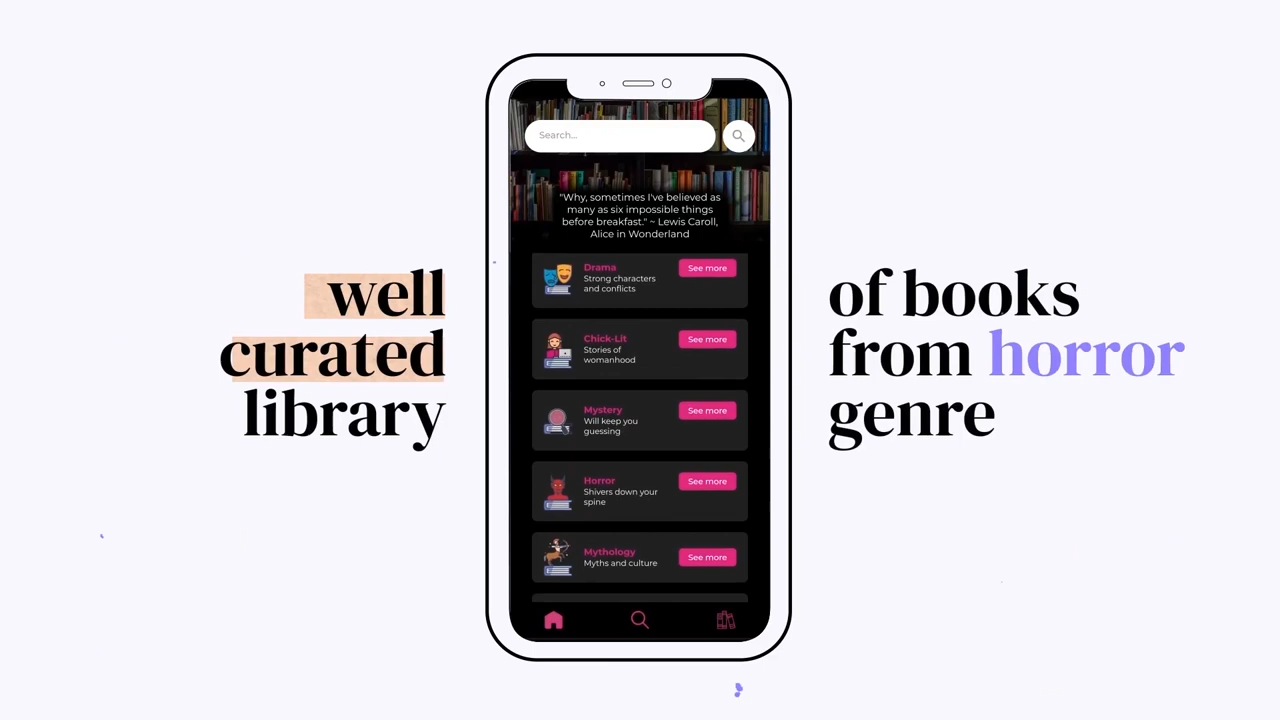 well
curated
library
Search...
"Why, sometimes I've believed as
many as six impossible things
before breakfast." ~ Lewis Caroll,
Alice in Wonderland
Drama
Strong characters
and conflicts
See more
Chick-Lit
Stories of
womanhood
See more
Mystery
Will keep you
guessing
See more
Horror
Shivers down your
spine
See more
Mythology
Myths and culture
See more
of books
from horror
genre